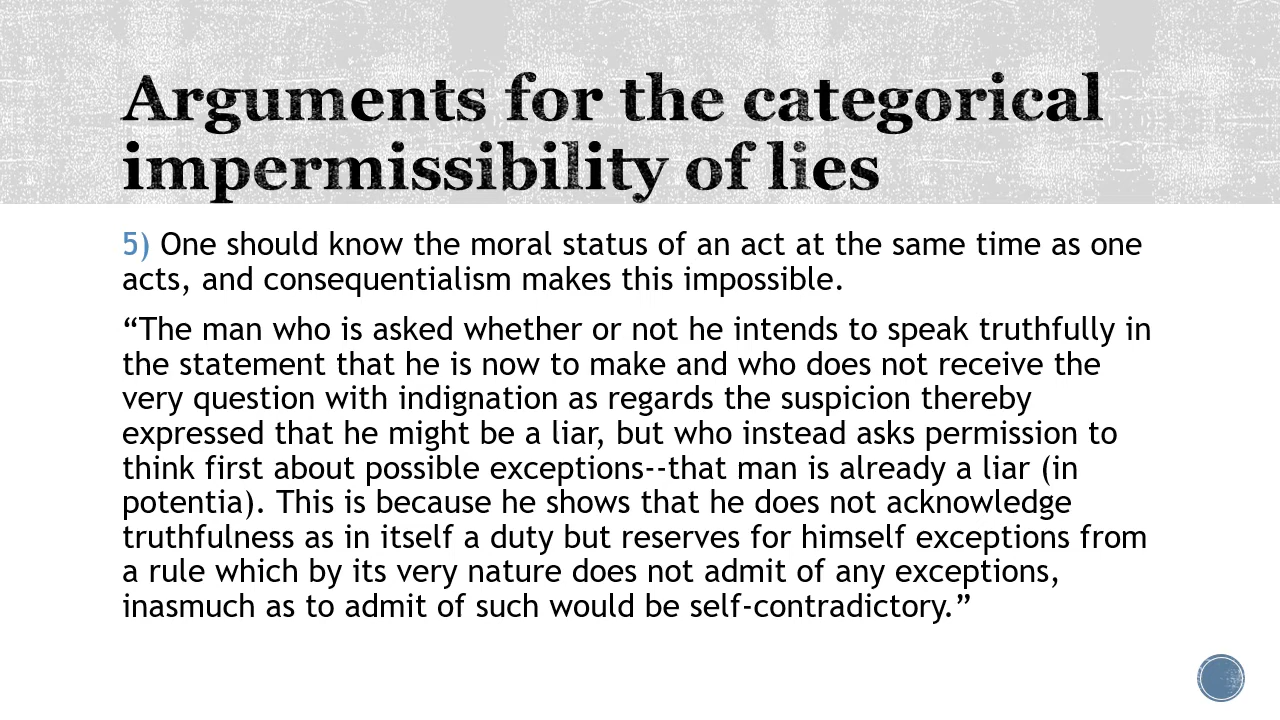 Arguments for the categorical
impermissibility of lies
5) One should know the moral status of an act at the same time as one
acts, and consequentialism makes this impossible.
“The man who is asked whether or not he intends to speak truthfully in
the statement that he is now to make and who does not receive the
very question with indignation as regards the suspicion thereby
expressed that he might be a liar, but who instead asks permission to
think first about possible exceptions--that man is already a liar (in
potentia). This is because he shows that he does not acknowledge
truthfulness as in itself a duty but reserves for himself exceptions from
a rule which by its very nature does not admit of any exceptions,
inasmuch as to admit of such would be self-contradictory.”